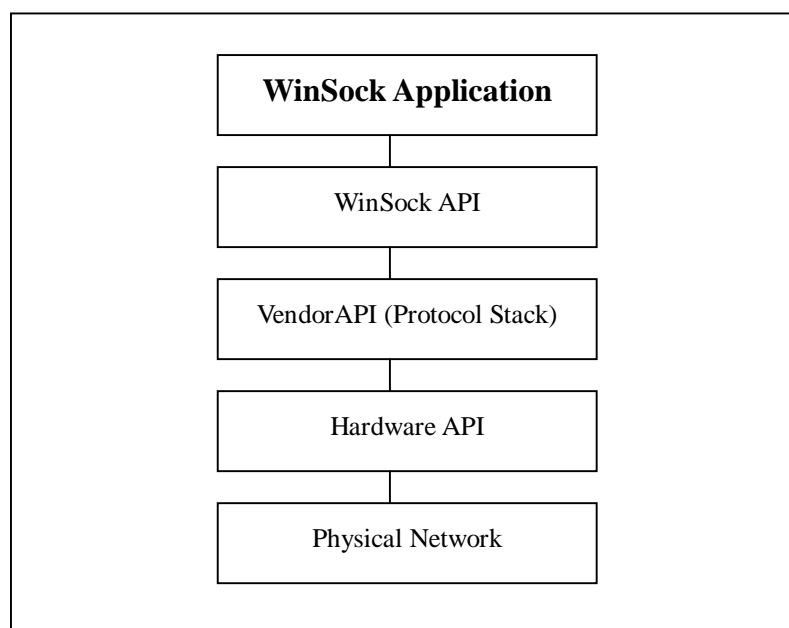 WinSock Application
WinSock API
VendorAPI (Protocol Stack)
Hardware API
Physical Network